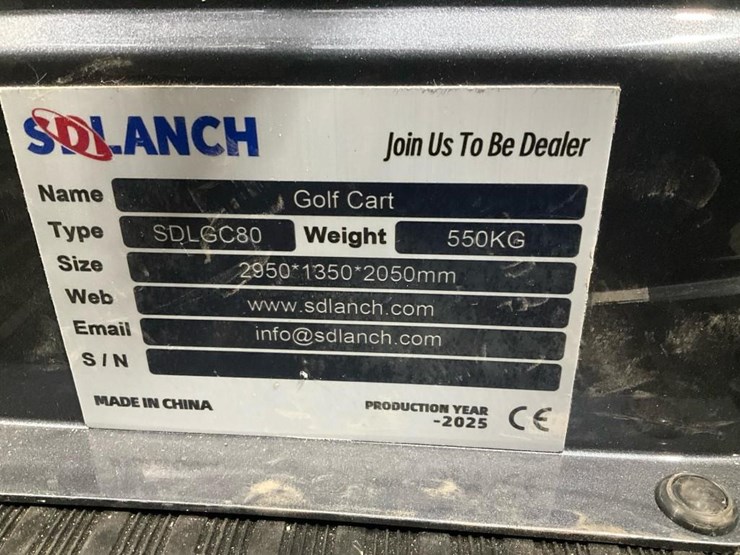 SDLANCH Join Us To Be Dealer
Name Golf Cart
Type SDLGC80 Weight 550KG
Size 2950*1350*2050mm
Web www.sdlanch.com
Email info@sdlanch.com
S/N
MADE IN CHINA PRODUCTION YEAR CE
-2025